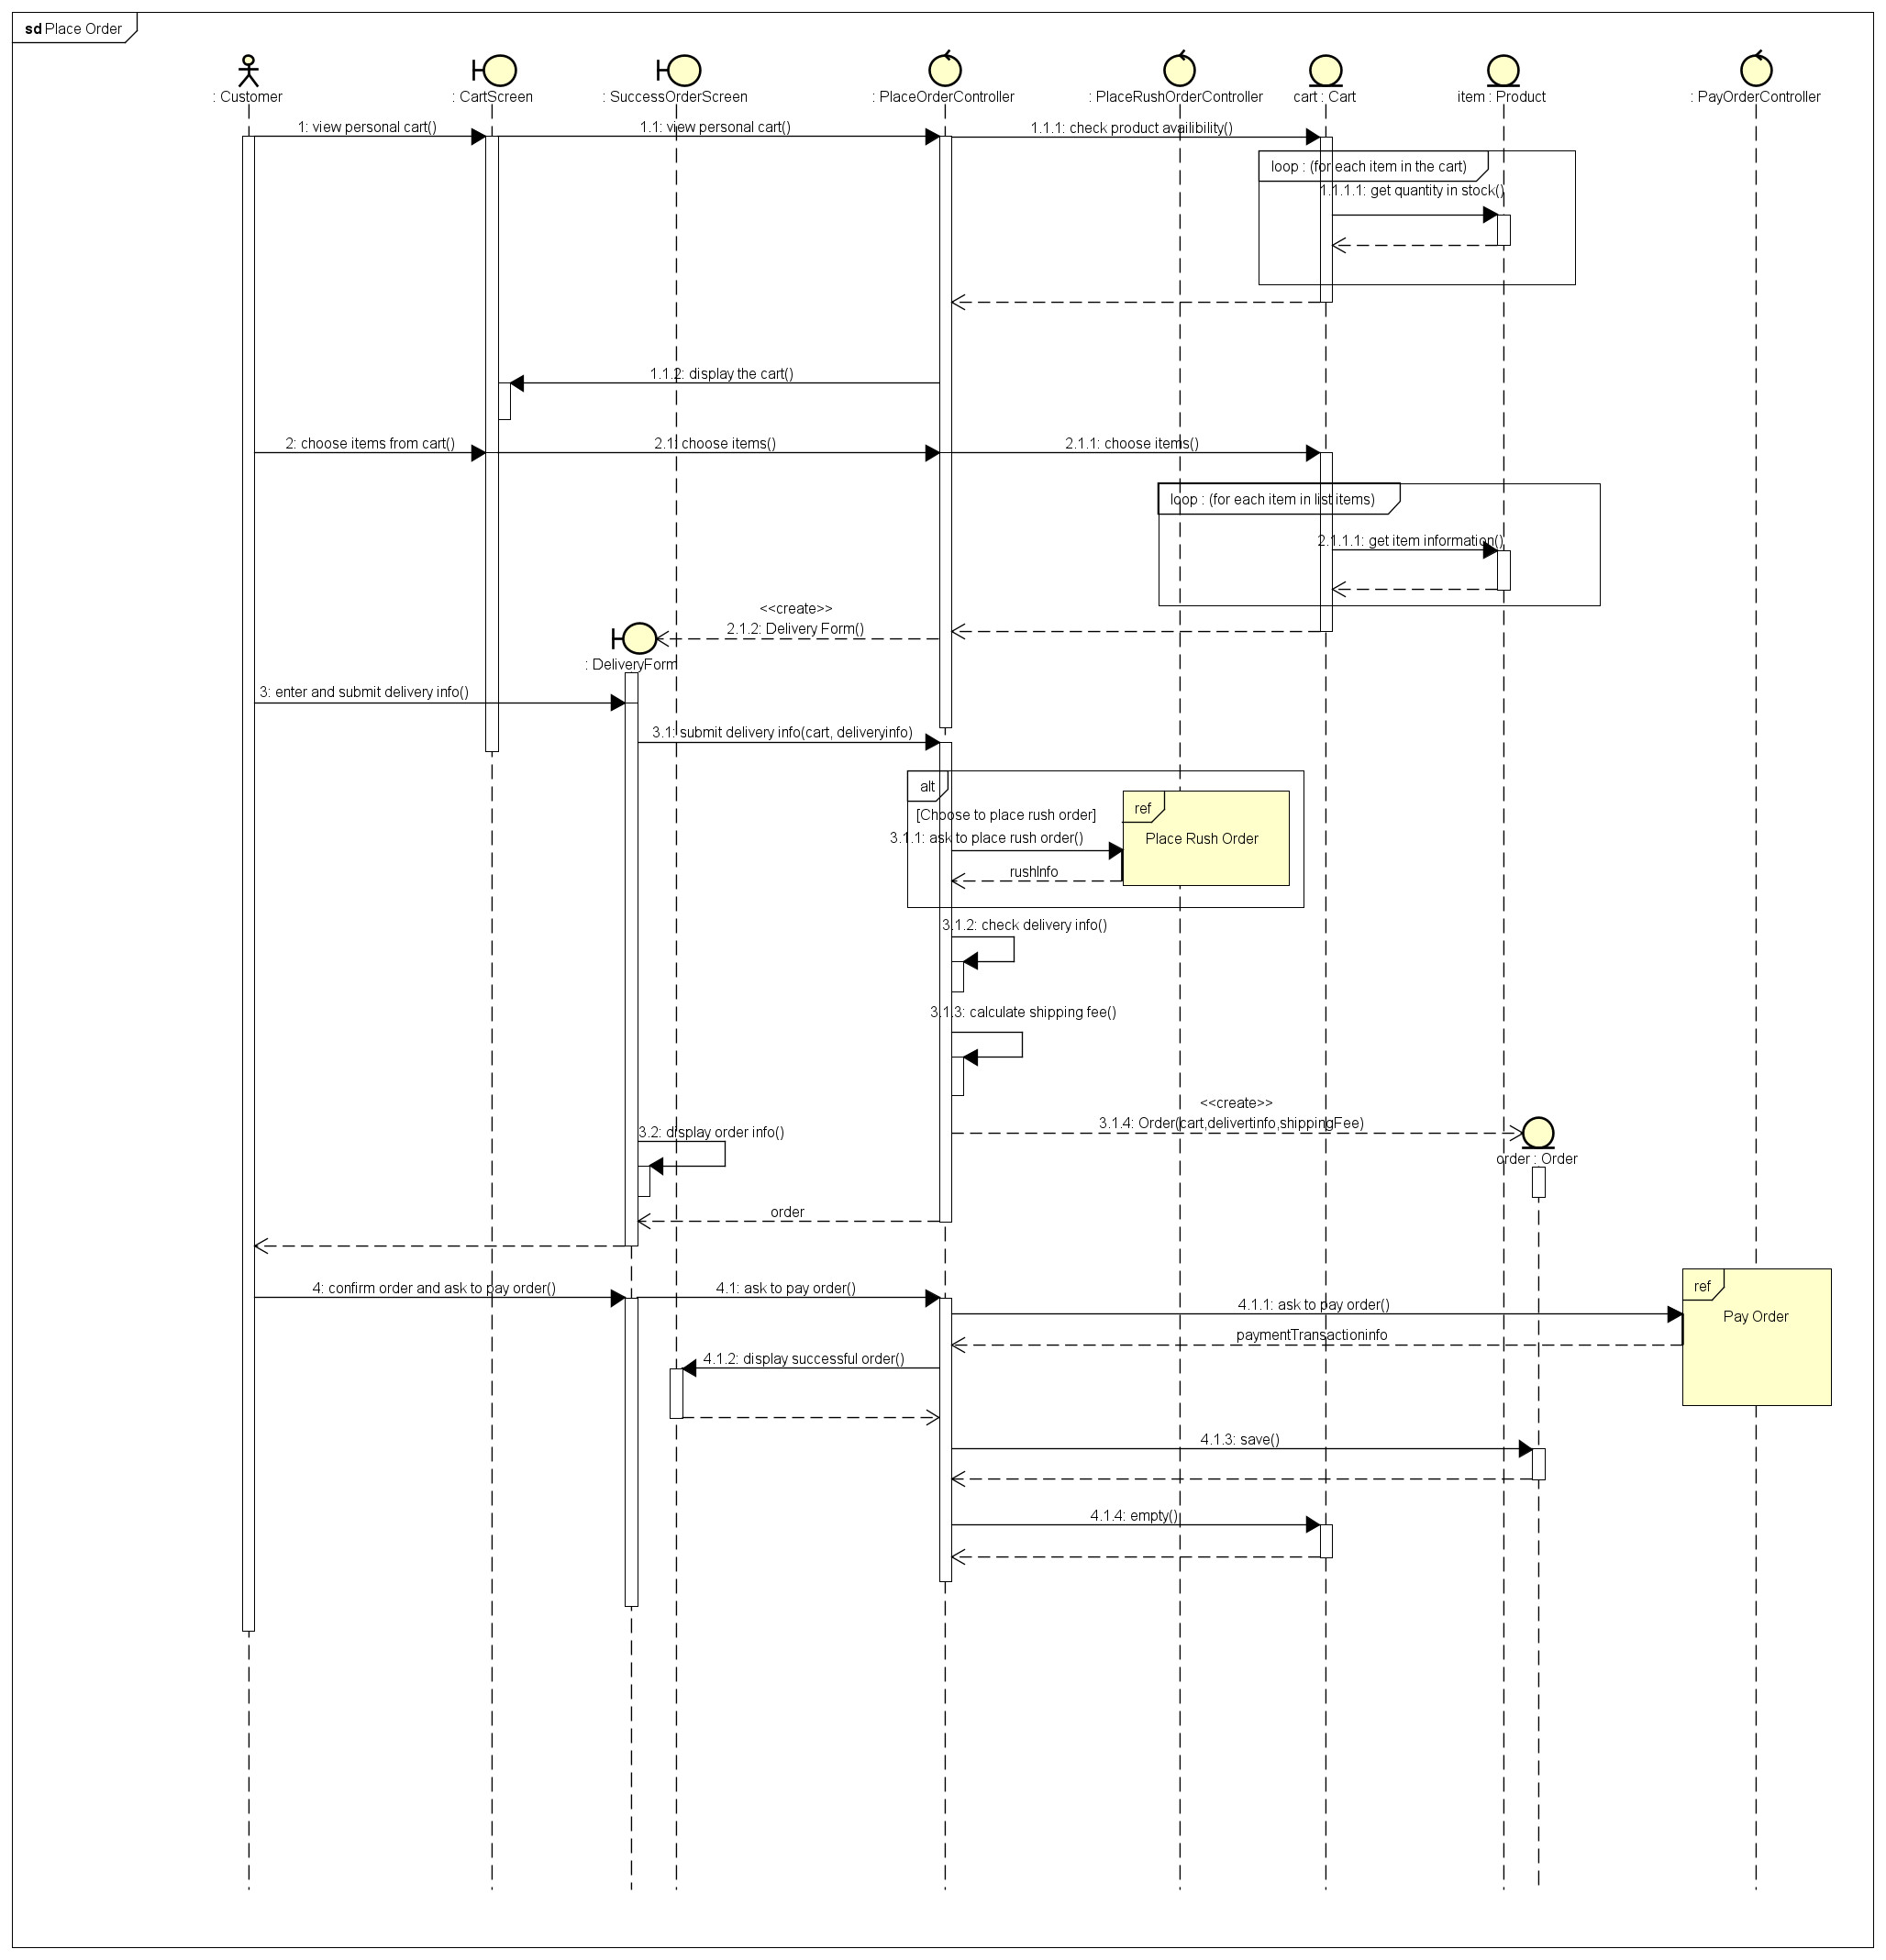 sd Place Order
: Customer
: CartScreen
: SuccessOrderScreen
: PlaceOrderController
: PlaceRushOrderController
cart : Cart
item : Product
: PayOrderController
1: view personal cart()
1.1: view personal cart()
1.1.1: check product availibility()
loop : (for each item in the cart)
1.1.1.1: get quantity in stock()
1.1.2: display the cart()
2: choose items from cart()
2.1: choose items()
2.1.1: choose items()
loop : (for each item in list items)
2.1.1.1: get item information()
<<create>>
2.1.2: Delivery Form()
: DeliveryForm
3: enter and submit delivery info()
3.1: submit delivery info(cart, deliveryinfo)
alt
ref
[Choose to place rush order]
3.1.1: ask to place rush order()
Place Rush Order
rushInfo
3.1.2: check delivery info()
3.1.3: calculate shipping fee()
<<create>>
3.1.4: Order(cart,delivertinfo,shippingFee)
3.2: display order info()
order : Order
order
4: confirm order and ask to pay order()
4.1: ask to pay order()
ref
4.1.1: ask to pay order()
Pay Order
paymentTransactioninfo
4.1.2: display successful order()
4.1.3: save()
4.1.4: empty()